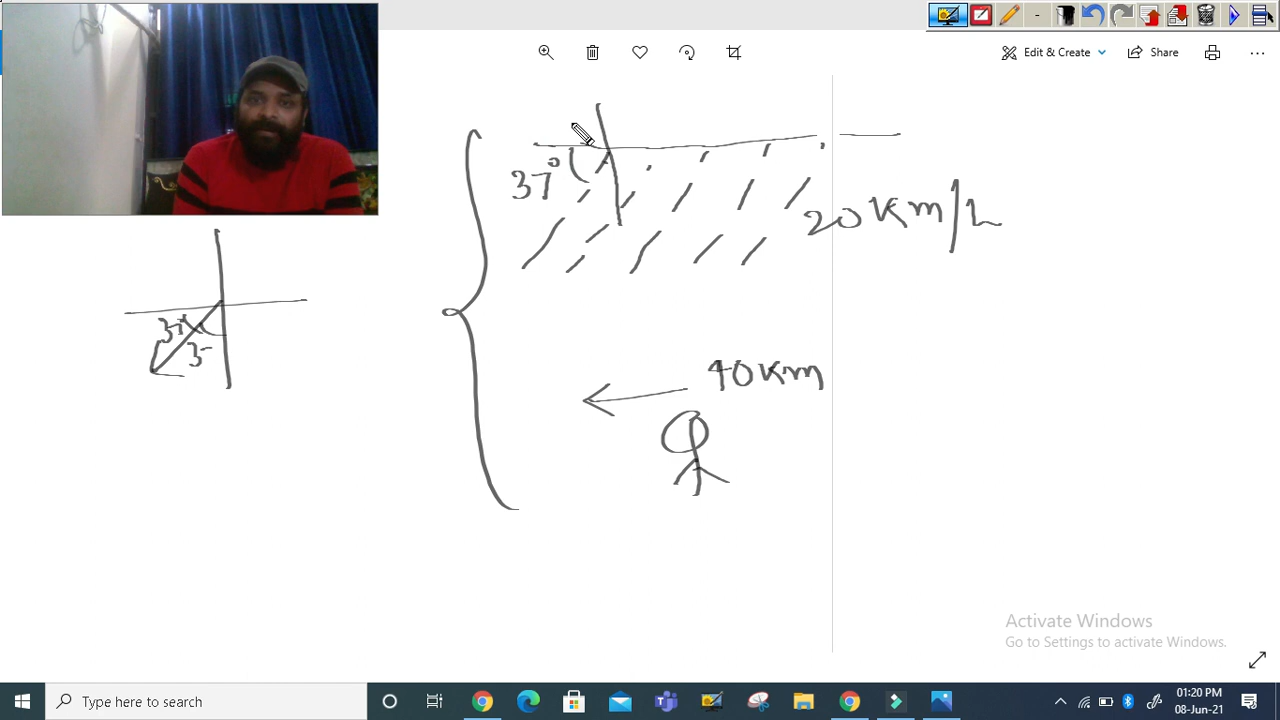 Edit & Create
Share
37°
20 Km/h
37
3
40 Km
Activate Windows
Go to Settings to activate Windows.
Type here to search
01:20 PM
08-Jun-21